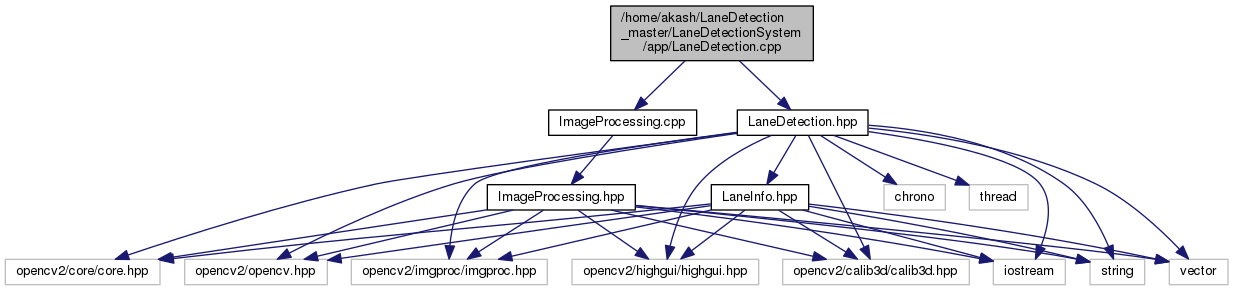 /home/akash/LaneDetection
_master/LaneDetectionSystem
/app/LaneDetection.cpp
ImageProcessing.cpp
LaneDetection.hpp
ImageProcessing.hpp
LaneInfo.hpp
chrono
thread
opencv2/core/core.hpp
opencv2/opencv.hpp
opencv2/imgproc/imgproc.hpp
opencv2/highgui/highgui.hpp
opencv2/calib3d/calib3d.hpp
iostream
string
vector